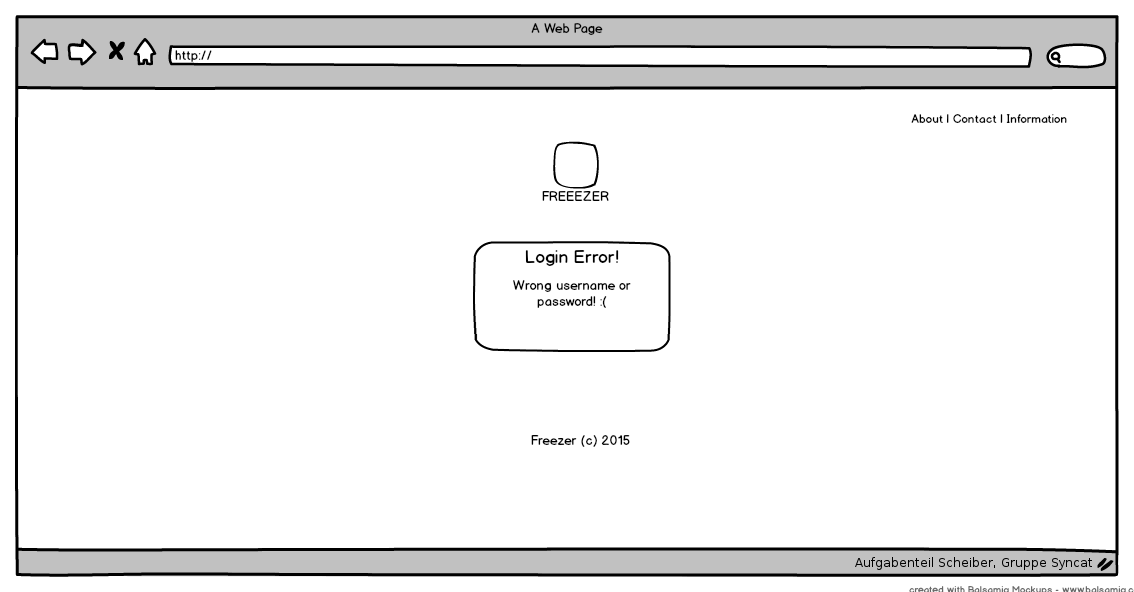 A Web Page
http://
About | Contact | Information
FREEEZER
Login Error!
Wrong username or
password! :(
Freezer (c) 2015
Aufgabenteil Scheiber, Gruppe Syncat
created with Balsamiq Mockups - www.balsamiq.c